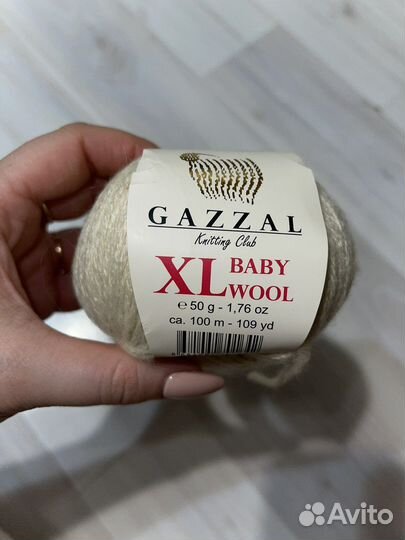 GAZZAL
Knitting Club
XL BABY WOOL
℮ 50 g - 1,76 oz
ca. 100 m - 109 yd
Avito